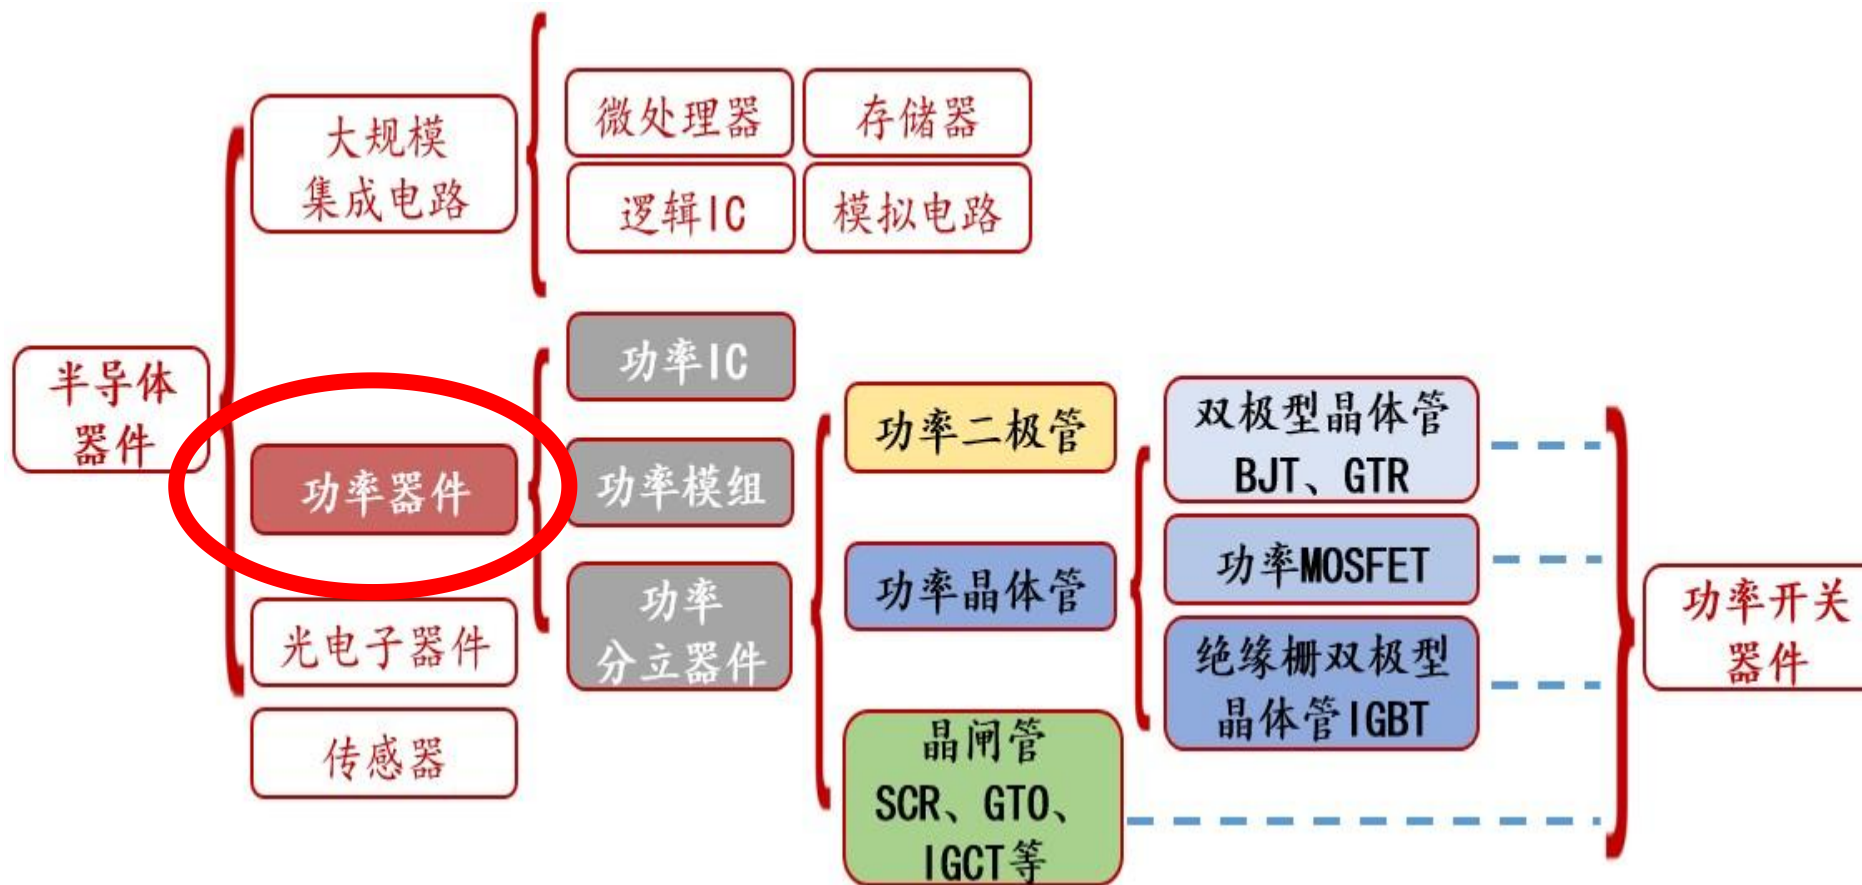 半导体
器件
大规模
集成电路
微处理器
存储器
逻辑IC
模拟电路
功率器件
光电子器件
传感器
功率IC
功率模组
功率
分立器件
功率二极管
功率晶体管
晶闸管
SCR、GTO、
IGCT等
双极型晶体管
BJT、GTR
功率MOSFET
绝缘栅双极型
晶体管IGBT
功率开关
器件